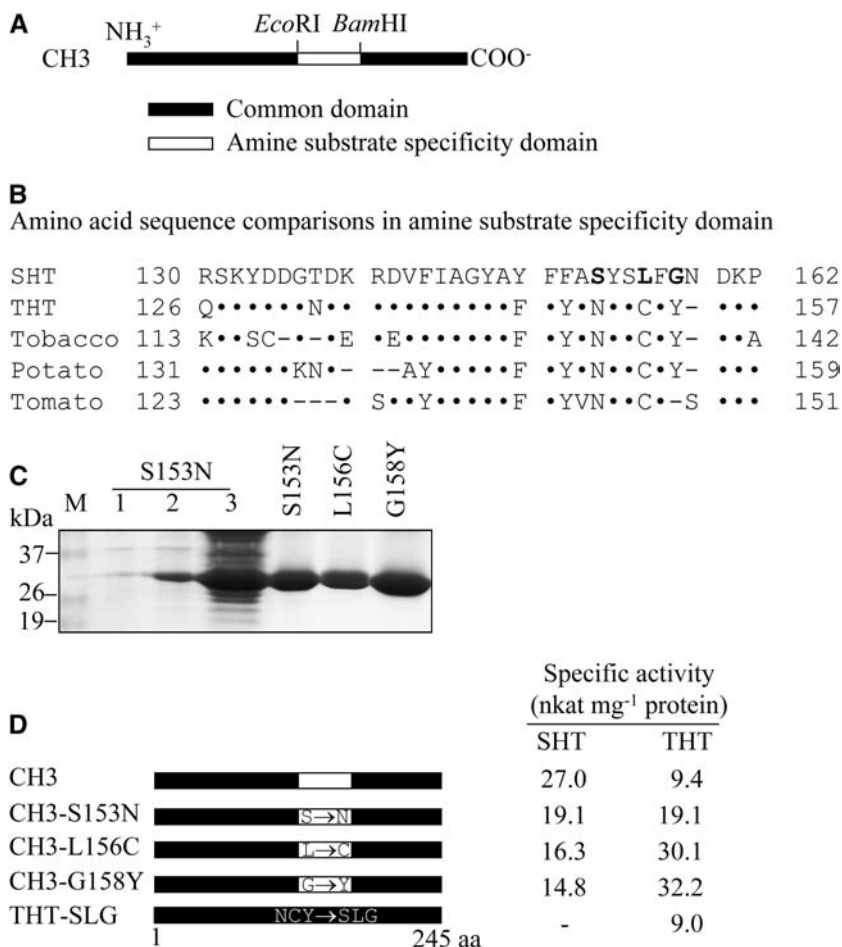 A
NH₃⁺ EcoRI BamHI
CH3 COO⁻
Common domain
Amine substrate specificity domain
B
Amino acid sequence comparisons in amine substrate specificity domain
SHT 130 RSKYDDGTDK RDVFIAGYAY FFASYSLFGN DKP 162
THT 126 Q•••••••N•• ••••••••••F •Y•N••C•Y- ••• 157
Tobacco 113 K••SC-•-•E •E••••••••• •Y•N••C•Y- ••A 142
Potato 131 ••••••KN•- --AY••••••F •Y•N••C•Y- ••• 159
Tomato 123 ••••••---• S••Y••••••F •YVN••C•-S ••• 151
C
S153N
S153N
L156C
G158Y
M 1 2 3
kDa
37
26
19
Specific activity
(nkat mg⁻¹ protein)
D
SHT THT
CH3 27.0 9.4
CH3-S153N S→N 19.1 19.1
CH3-L156C L→C 16.3 30.1
CH3-G158Y G→Y 14.8 32.2
THT-SLG NCY→SLG - 9.0
1 245 aa